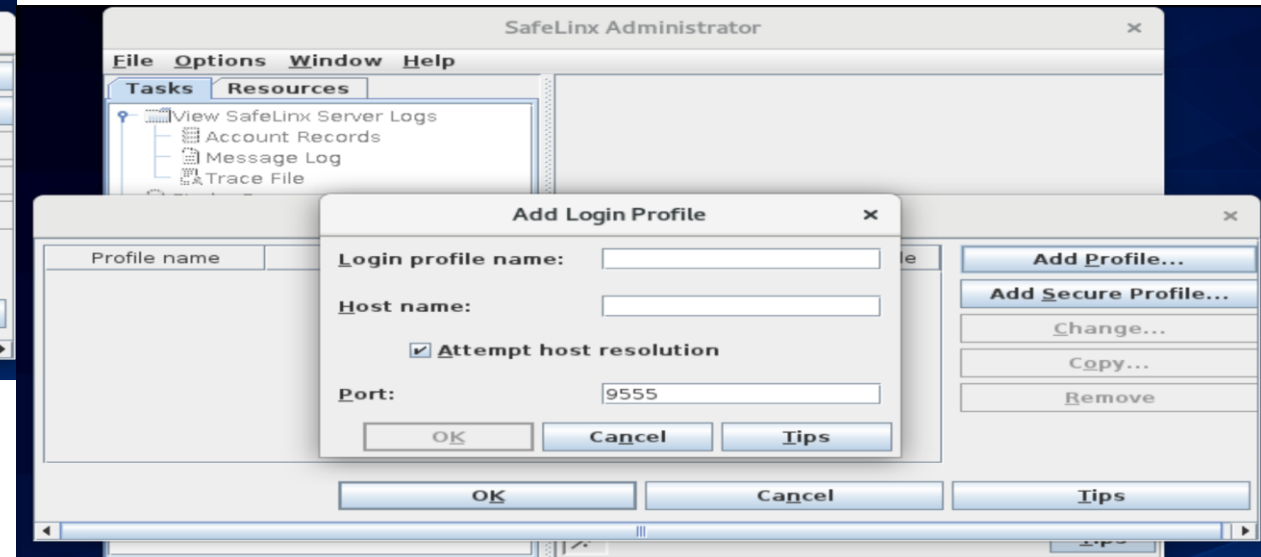 SafeLinx Administrator
File Options Window Help
Tasks Resources
View SafeLinx Server Logs
Account Records
Message Log
Trace File
Add Login Profile
Profile name
Login profile name:
Host name:
Attempt host resolution
Port: 9555
OK Cancel Tips
Add Profile...
Add Secure Profile...
Change...
Copy...
Remove
OK Cancel Tips